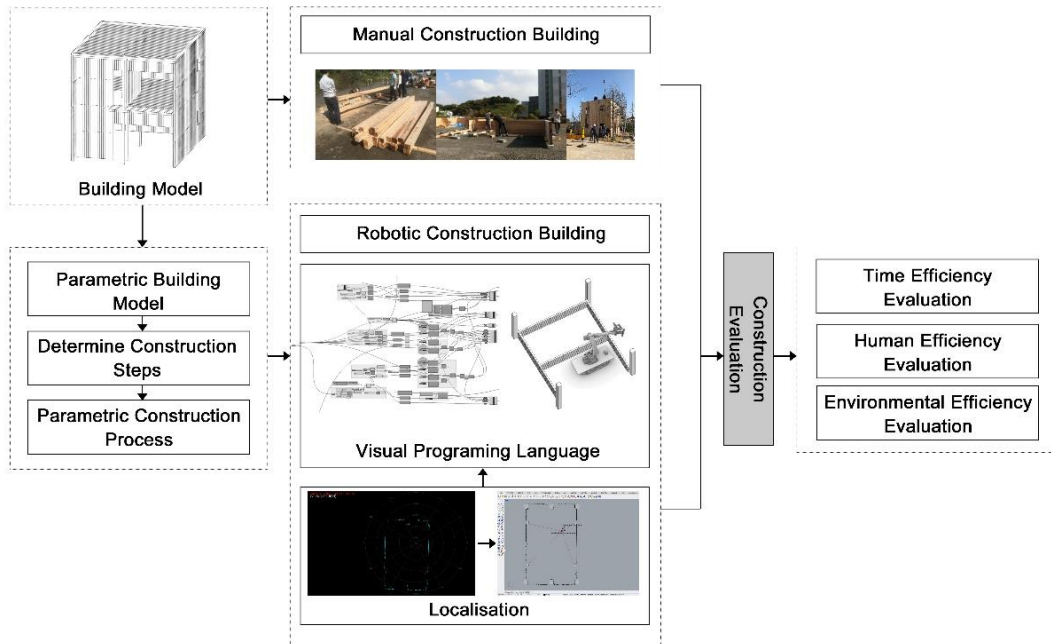 Building Model
Manual Construction Building
Parametric Building
Model
Determine Construction
Steps
Parametric Construction
Process
Robotic Construction Building
Visual Programing Language
Localisation
Construction
Evaluation
Time Efficiency
Evaluation
Human Efficiency
Evaluation
Environmental Efficiency
Evaluation